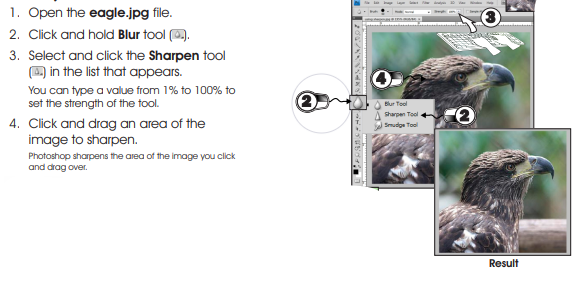 1. Open the eagle.jpg file.
2. Click and hold Blur tool ( ).
3. Select and click the Sharpen tool
( ) in the list that appears.
You can type a value from 1% to 100% to
set the strength of the tool.
4. Click and drag an area of the
image to sharpen.
Photoshop sharpens the area of the image you click
and drag over.
3
4
2
Blur Tool
Sharpen Tool
2
Smudge Tool
Result